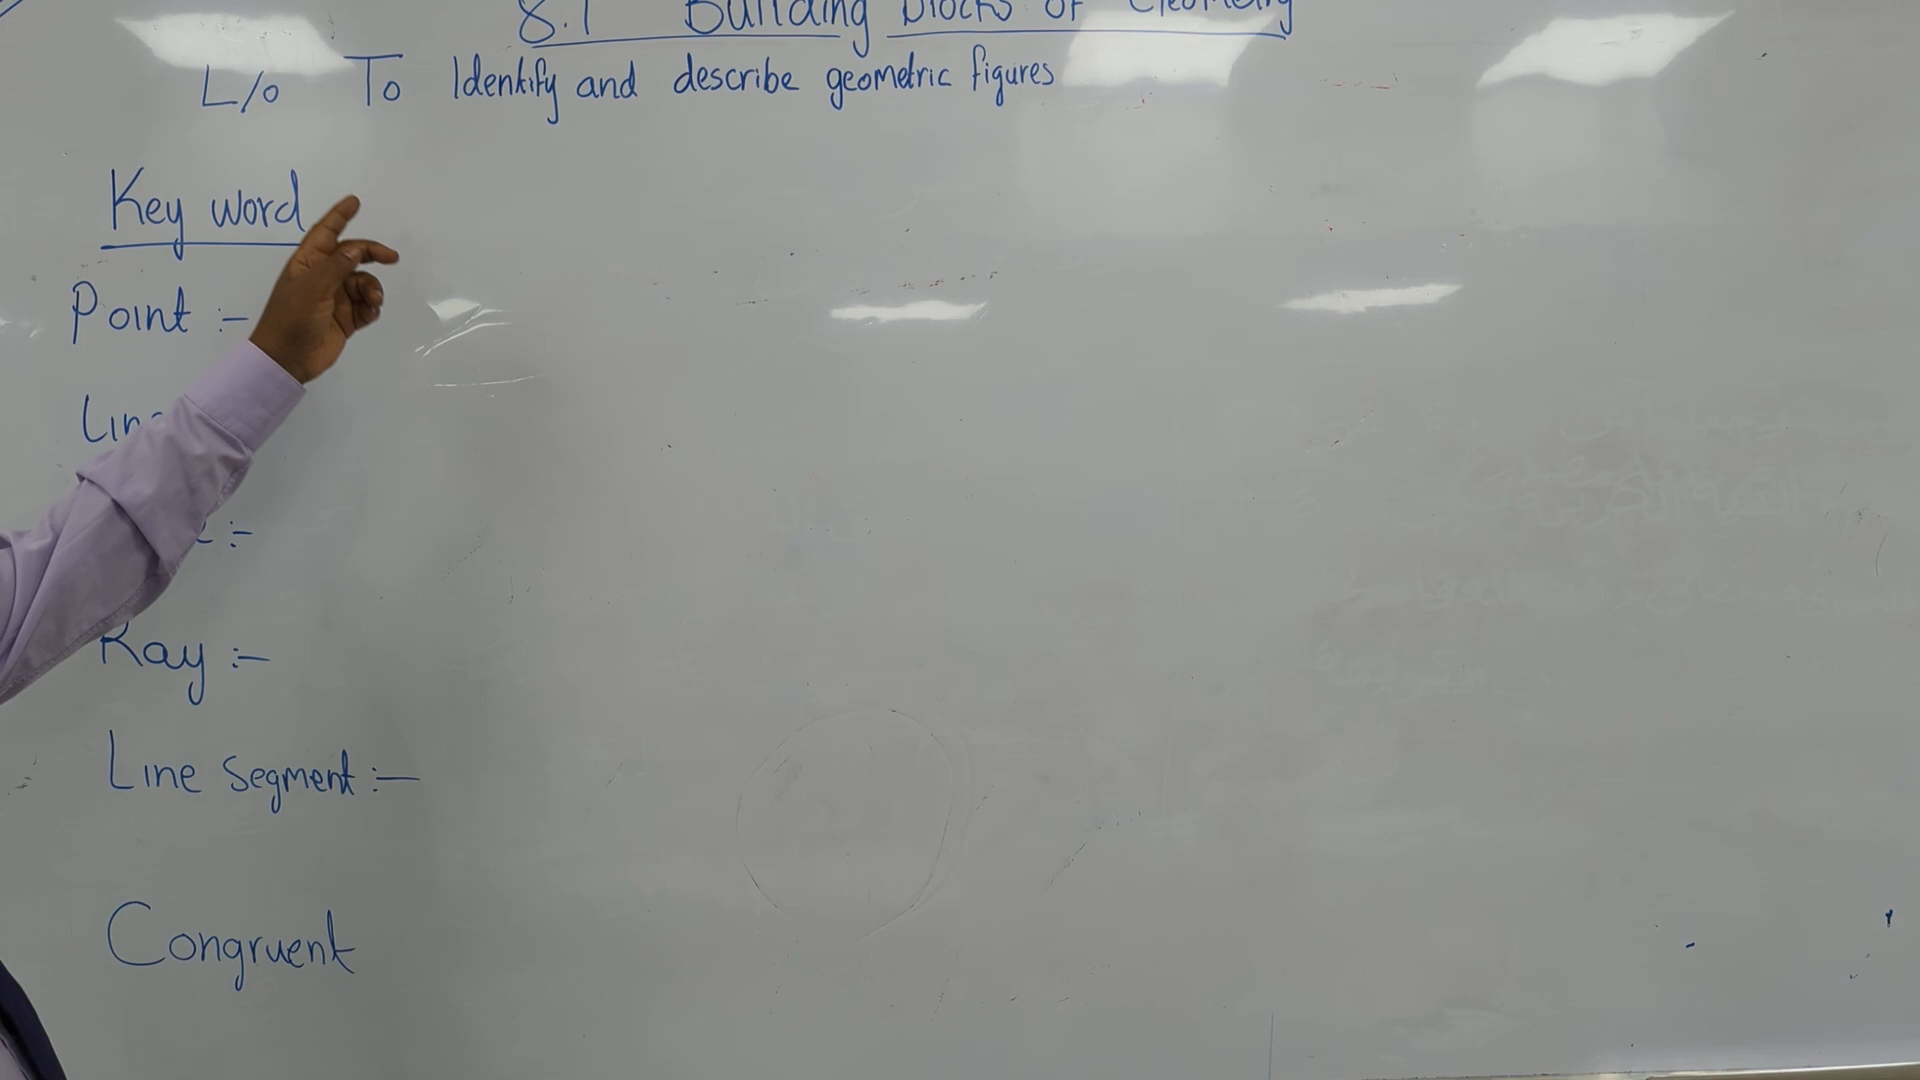 8.1 Building Blocks of Geometry
L/o To Identify and describe geometric figures
Key word
Point :-
Lin
:-
Ray :-
Line Segment :-
Congruent